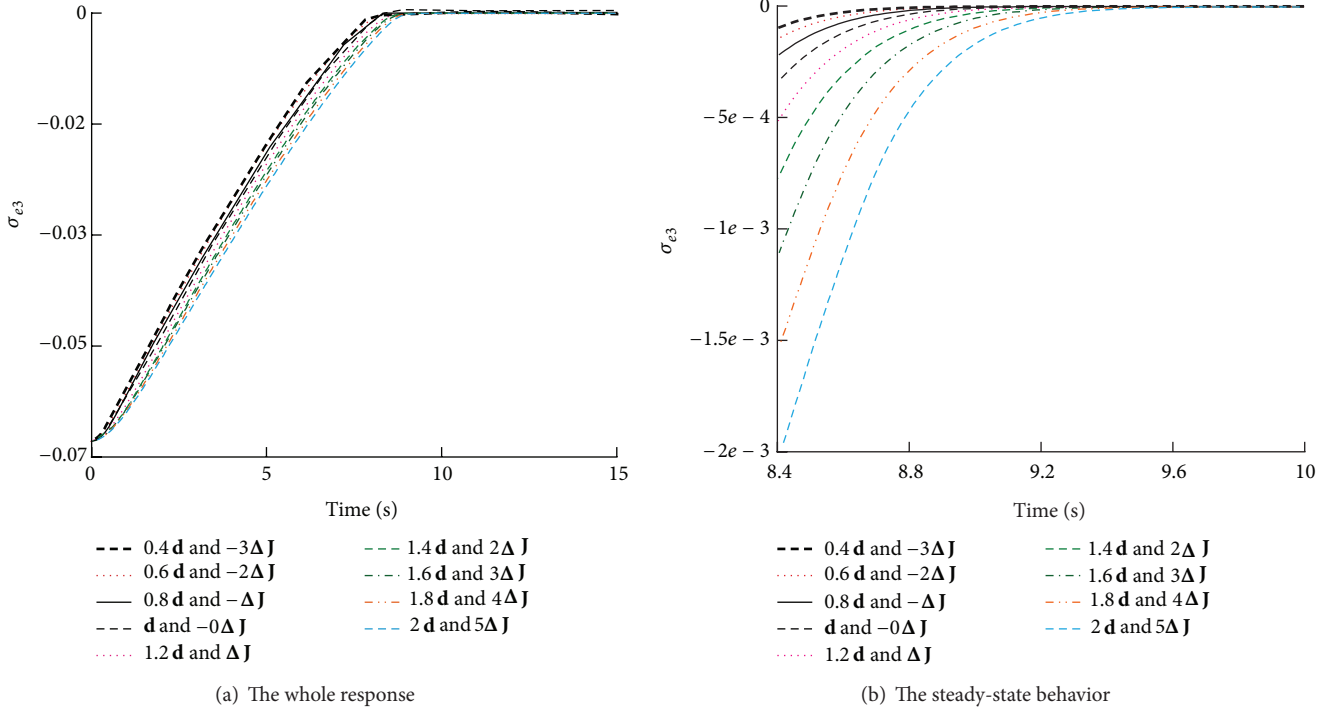 0
−0.02
−0.03
−0.05
−0.07
σe3
0
5
10
15
Time (s)
0.4 d and −3Δ J
0.6 d and −2Δ J
0.8 d and −Δ J
d and −0Δ J
1.2 d and Δ J
1.4 d and 2Δ J
1.6 d and 3Δ J
1.8 d and 4Δ J
2 d and 5Δ J
(a) The whole response
0
−5e − 4
−1e − 3
−1.5e − 3
−2e − 3
σe3
8.4
8.8
9.2
9.6
10
Time (s)
0.4 d and −3Δ J
0.6 d and −2Δ J
0.8 d and −Δ J
d and −0Δ J
1.2 d and Δ J
1.4 d and 2Δ J
1.6 d and 3Δ J
1.8 d and 4Δ J
2 d and 5Δ J
(b) The steady-state behavior